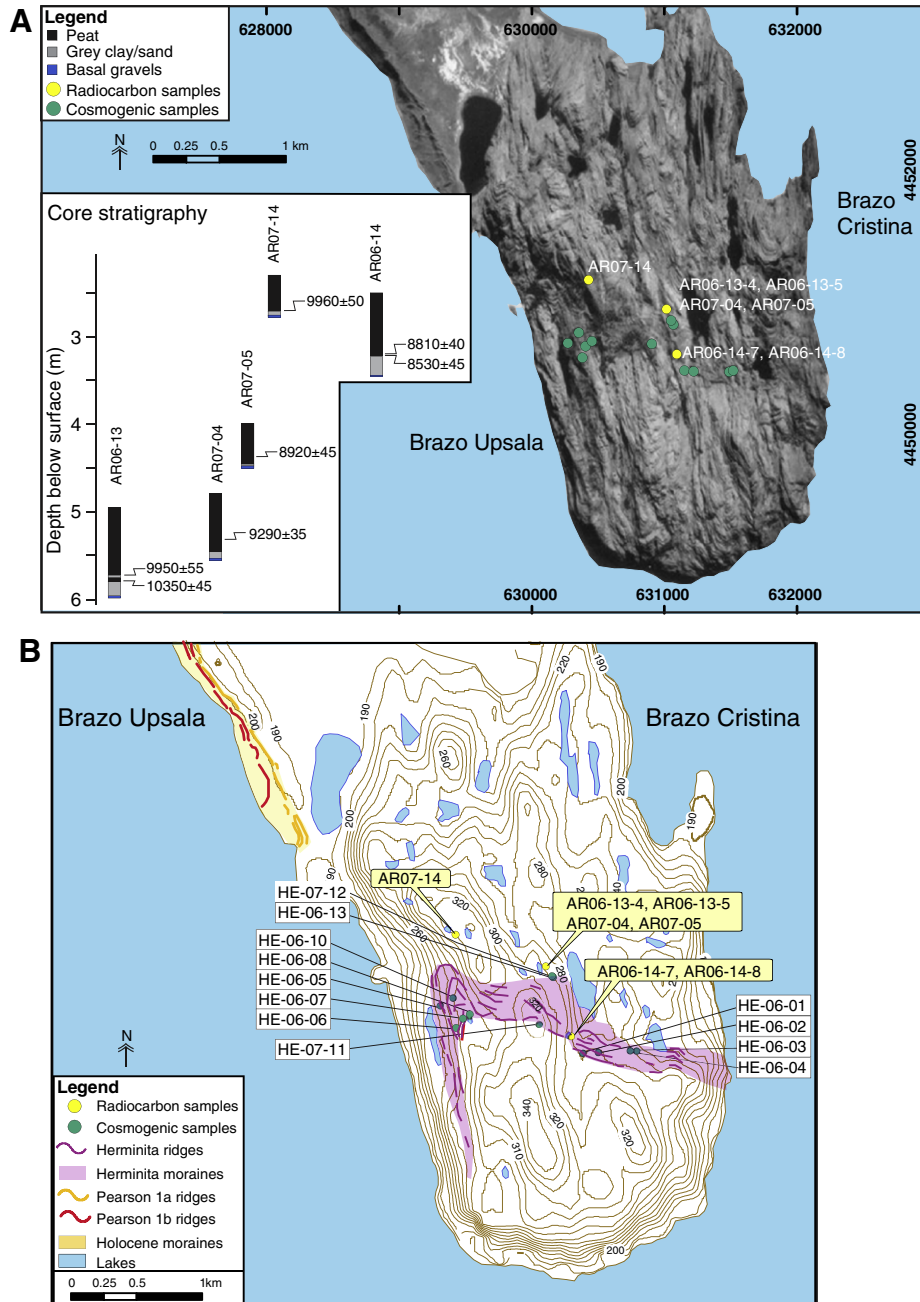 A
Legend
Peat
Grey clay/sand
Basal gravels
Radiocarbon samples
Cosmogenic samples
628000
630000
632000
N
0 0.25 0.5 1 km
4452000
Brazo
Cristina
Core stratigraphy
AR07-14
AR06-14
9960±50
8810±40
8530±45
AR07-05
8920±45
AR07-04
9290±35
AR06-13
9950±55
10350±45
Depth below surface (m)
3
4
5
6
AR07-14
AR06-13-4, AR06-13-5
AR07-04, AR07-05
AR06-14-7, AR06-14-8
Brazo Upsala
4450000
630000
631000
632000
B
Brazo Upsala
Brazo Cristina
200
190
190
220
190
260
200
200
190
90
280
320
300
260
280
320
340
320
310
320
200
AR07-14
AR06-13-4, AR06-13-5
AR07-04, AR07-05
AR06-14-7, AR06-14-8
HE-07-12
HE-06-13
HE-06-10
HE-06-08
HE-06-05
HE-06-07
HE-06-06
HE-07-11
HE-06-01
HE-06-02
HE-06-03
HE-06-04
N
Legend
Radiocarbon samples
Cosmogenic samples
Herminita ridges
Herminita moraines
Pearson 1a ridges
Pearson 1b ridges
Holocene moraines
Lakes
0 0.25 0.5 1km